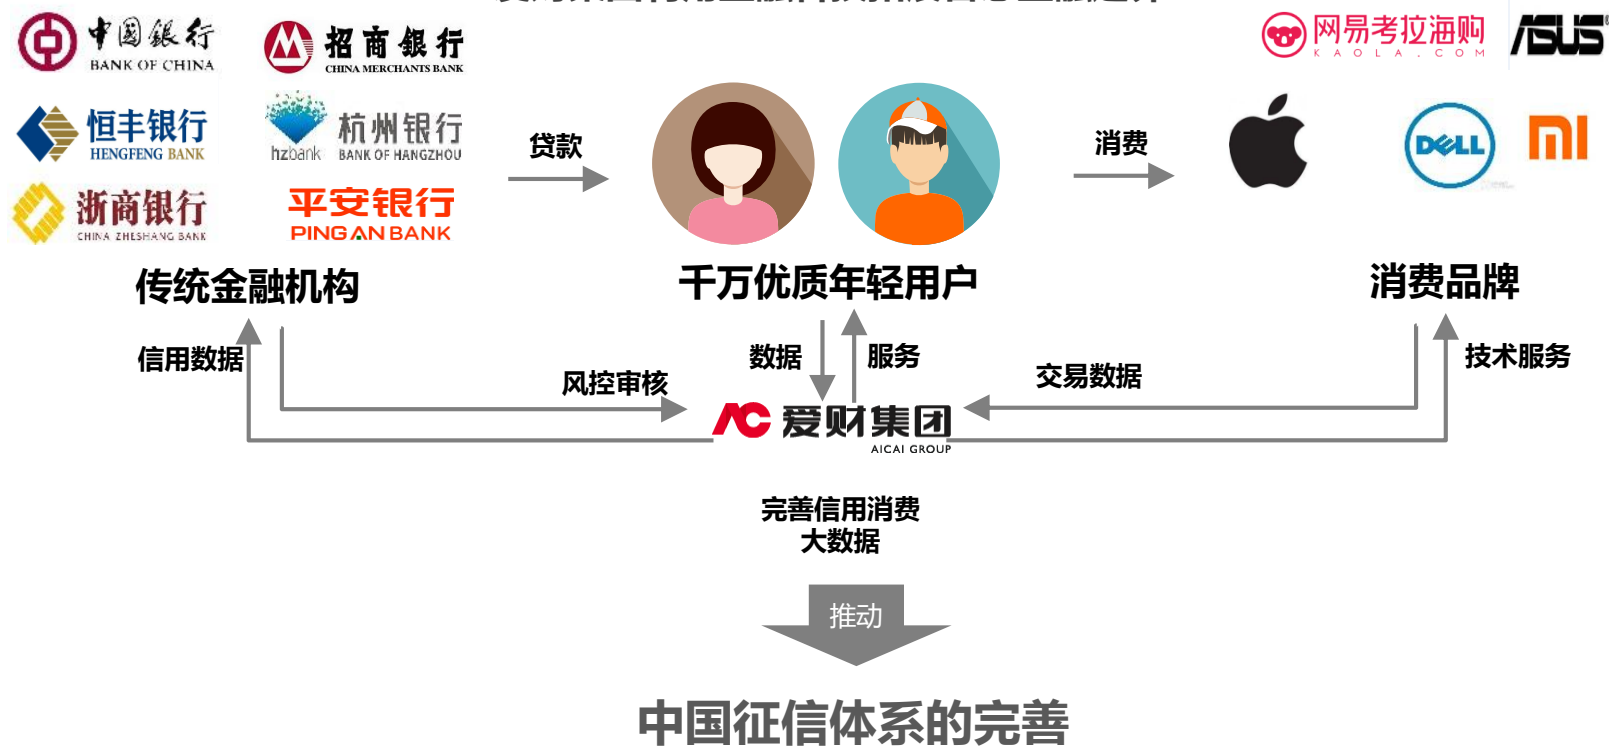 中國銀行
BANK OF CHINA
招商銀行
CHINA MERCHANTS BANK
网易考拉海购
KAOLA.COM
ASUS
恒丰银行
HENGFENG BANK
hzbank
杭州银行
BANK OF HANGZHOU
贷款
消费
DELL
MI
浙商银行
CHINA ZHESHANG BANK
平安银行
PING AN BANK
传统金融机构
千万优质年轻用户
消费品牌
信用数据
风控审核
数据
服务
交易数据
技术服务
AC 爱财集团
AICAI GROUP
完善信用消费
大数据
推动
中国征信体系的完善